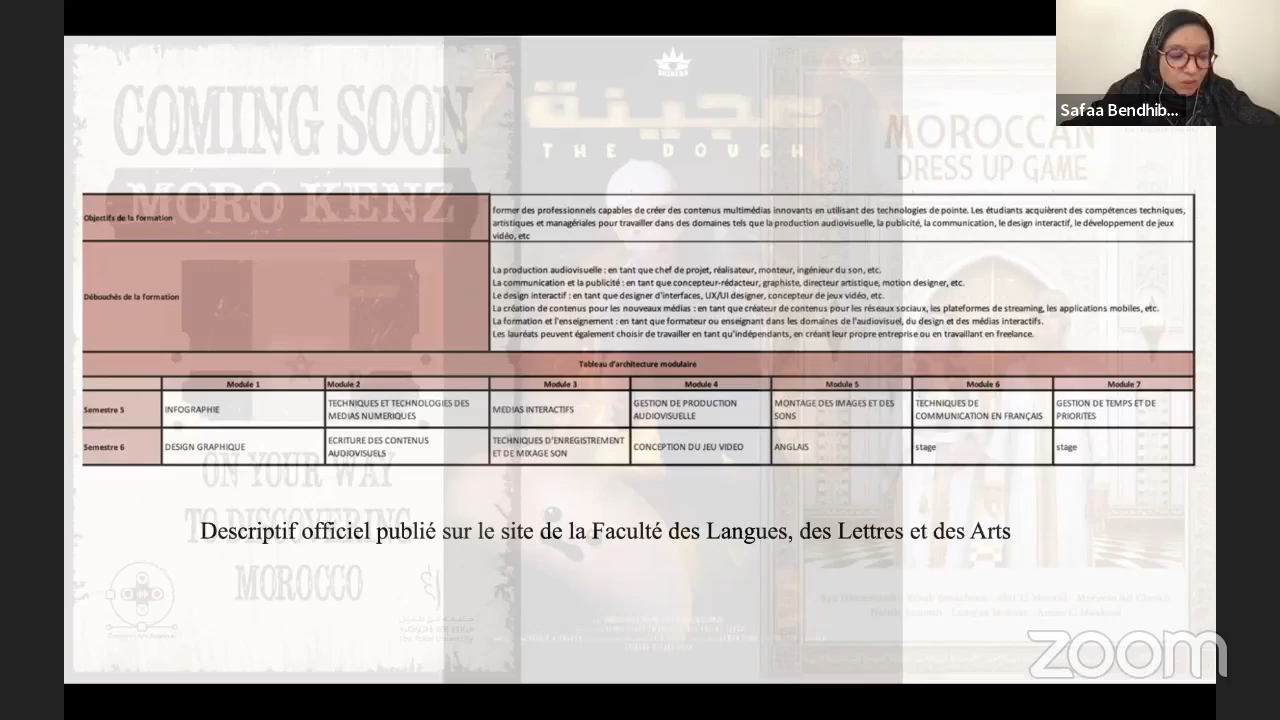 Safaa Bendhib...
COMING SOON
MORO KENZ
عجينة
THE DOUGH
MOROCCAN
DRESS UP GAME
Objectifs de la formation
former des professionnels capables de créer des contenus multimédias innovants en utilisant des technologies de pointe. Les étudiants acquièrent des compétences techniques,
artistiques et managériales pour travailler dans des domaines tels que la production audiovisuelle, la publicité, la communication, le design interactif, le développement de jeux
vidéo, etc
Débouchés de la formation
La production audiovisuelle : en tant que chef de projet, réalisateur, monteur, ingénieur du son, etc.
La communication et la publicité : en tant que concepteur-rédacteur, graphiste, directeur artistique, motion designer, etc.
Le design interactif : en tant que designer d'interfaces, UX/UI designer, concepteur de jeux vidéo, etc.
La création de contenus pour les nouveaux médias : en tant que créateur de contenus pour les réseaux sociaux, les plateformes de streaming, les applications mobiles, etc.
La formation et l'enseignement : en tant que formateur ou enseignant dans les domaines de l'audiovisuel, du design et des médias interactifs.
Les lauréats peuvent également choisir de travailler en tant qu'indépendants, en créant leur propre entreprise ou en travaillant en freelance.
Tableau d'architecture modulaire
Module 1 Module 2 Module 3 Module 4 Module 5 Module 6 Module 7
Semestre 5 INFOGRAPHIE TECHNIQUES ET TECHNOLOGIES DES MEDIAS NUMERIQUES MEDIAS INTERACTIFS GESTION DE PRODUCTION AUDIOVISUELLE MONTAGE DES IMAGES ET DES SONS TECHNIQUES DE COMMUNICATION EN FRANÇAIS GESTION DE TEMPS ET DE PRIORITES
Semestre 6 DESIGN GRAPHIQUE ECRITURE DES CONTENUS AUDIOVISUELS TECHNIQUES D'ENREGISTREMENT ET DE MIXAGE SON CONCEPTION DU JEU VIDEO ANGLAIS stage stage
ON YOUR WAY
TO DISCOVERING
MOROCCO
Descriptif officiel publié sur le site de la Faculté des Langues, des Lettres et des Arts
zoom